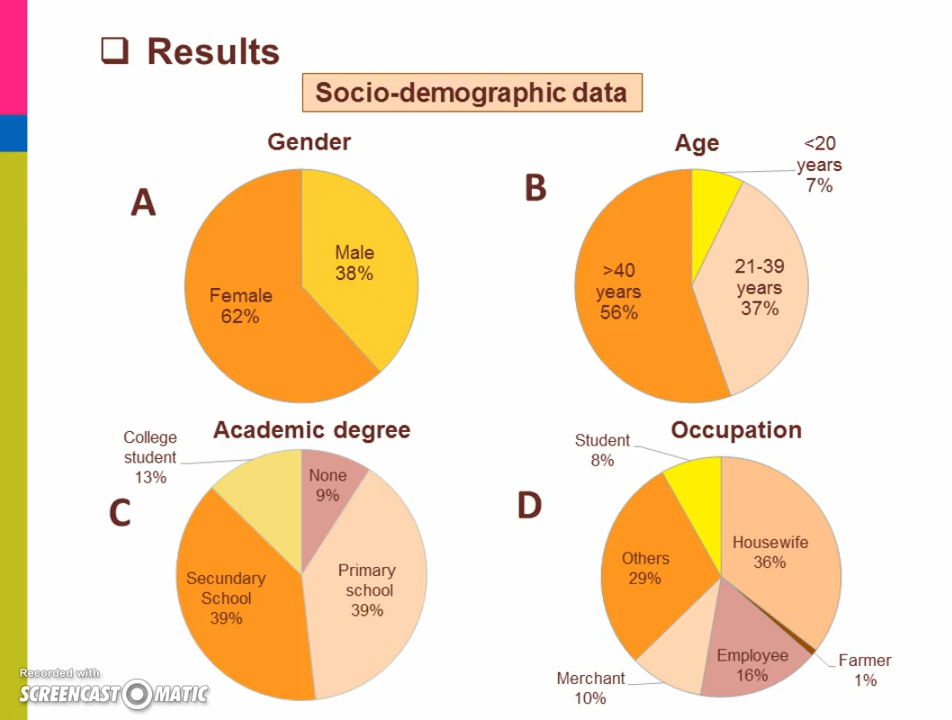 Results
Socio-demographic data
Gender
A
Male
38%
Female
62%
Age
B
<20
years
7%
>40
years
56%
21-39
years
37%
Academic degree
C
College
student
13%
None
9%
Primary
school
39%
Secundary
School
39%
Occupation
D
Student
8%
Housewife
36%
Others
29%
Employee
16%
Farmer
1%
Merchant
10%
Recorded with
SCREENCAST O MATIC